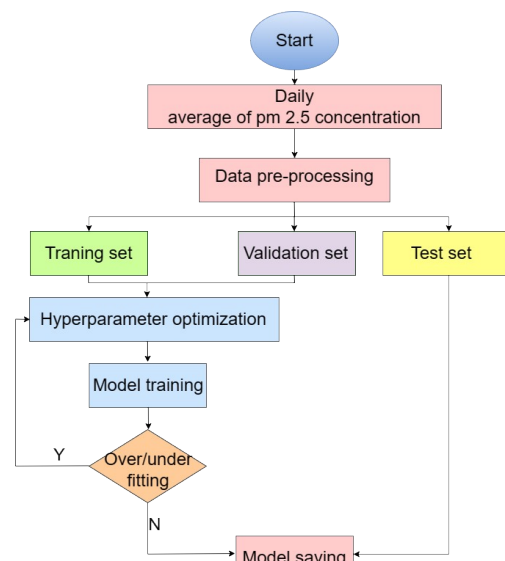 Start
Daily
average of pm 2.5 concentration
Data pre-processing
Traning set
Validation set
Test set
Hyperparameter optimization
Model training
Over/under
fitting
Y
N
Model saving